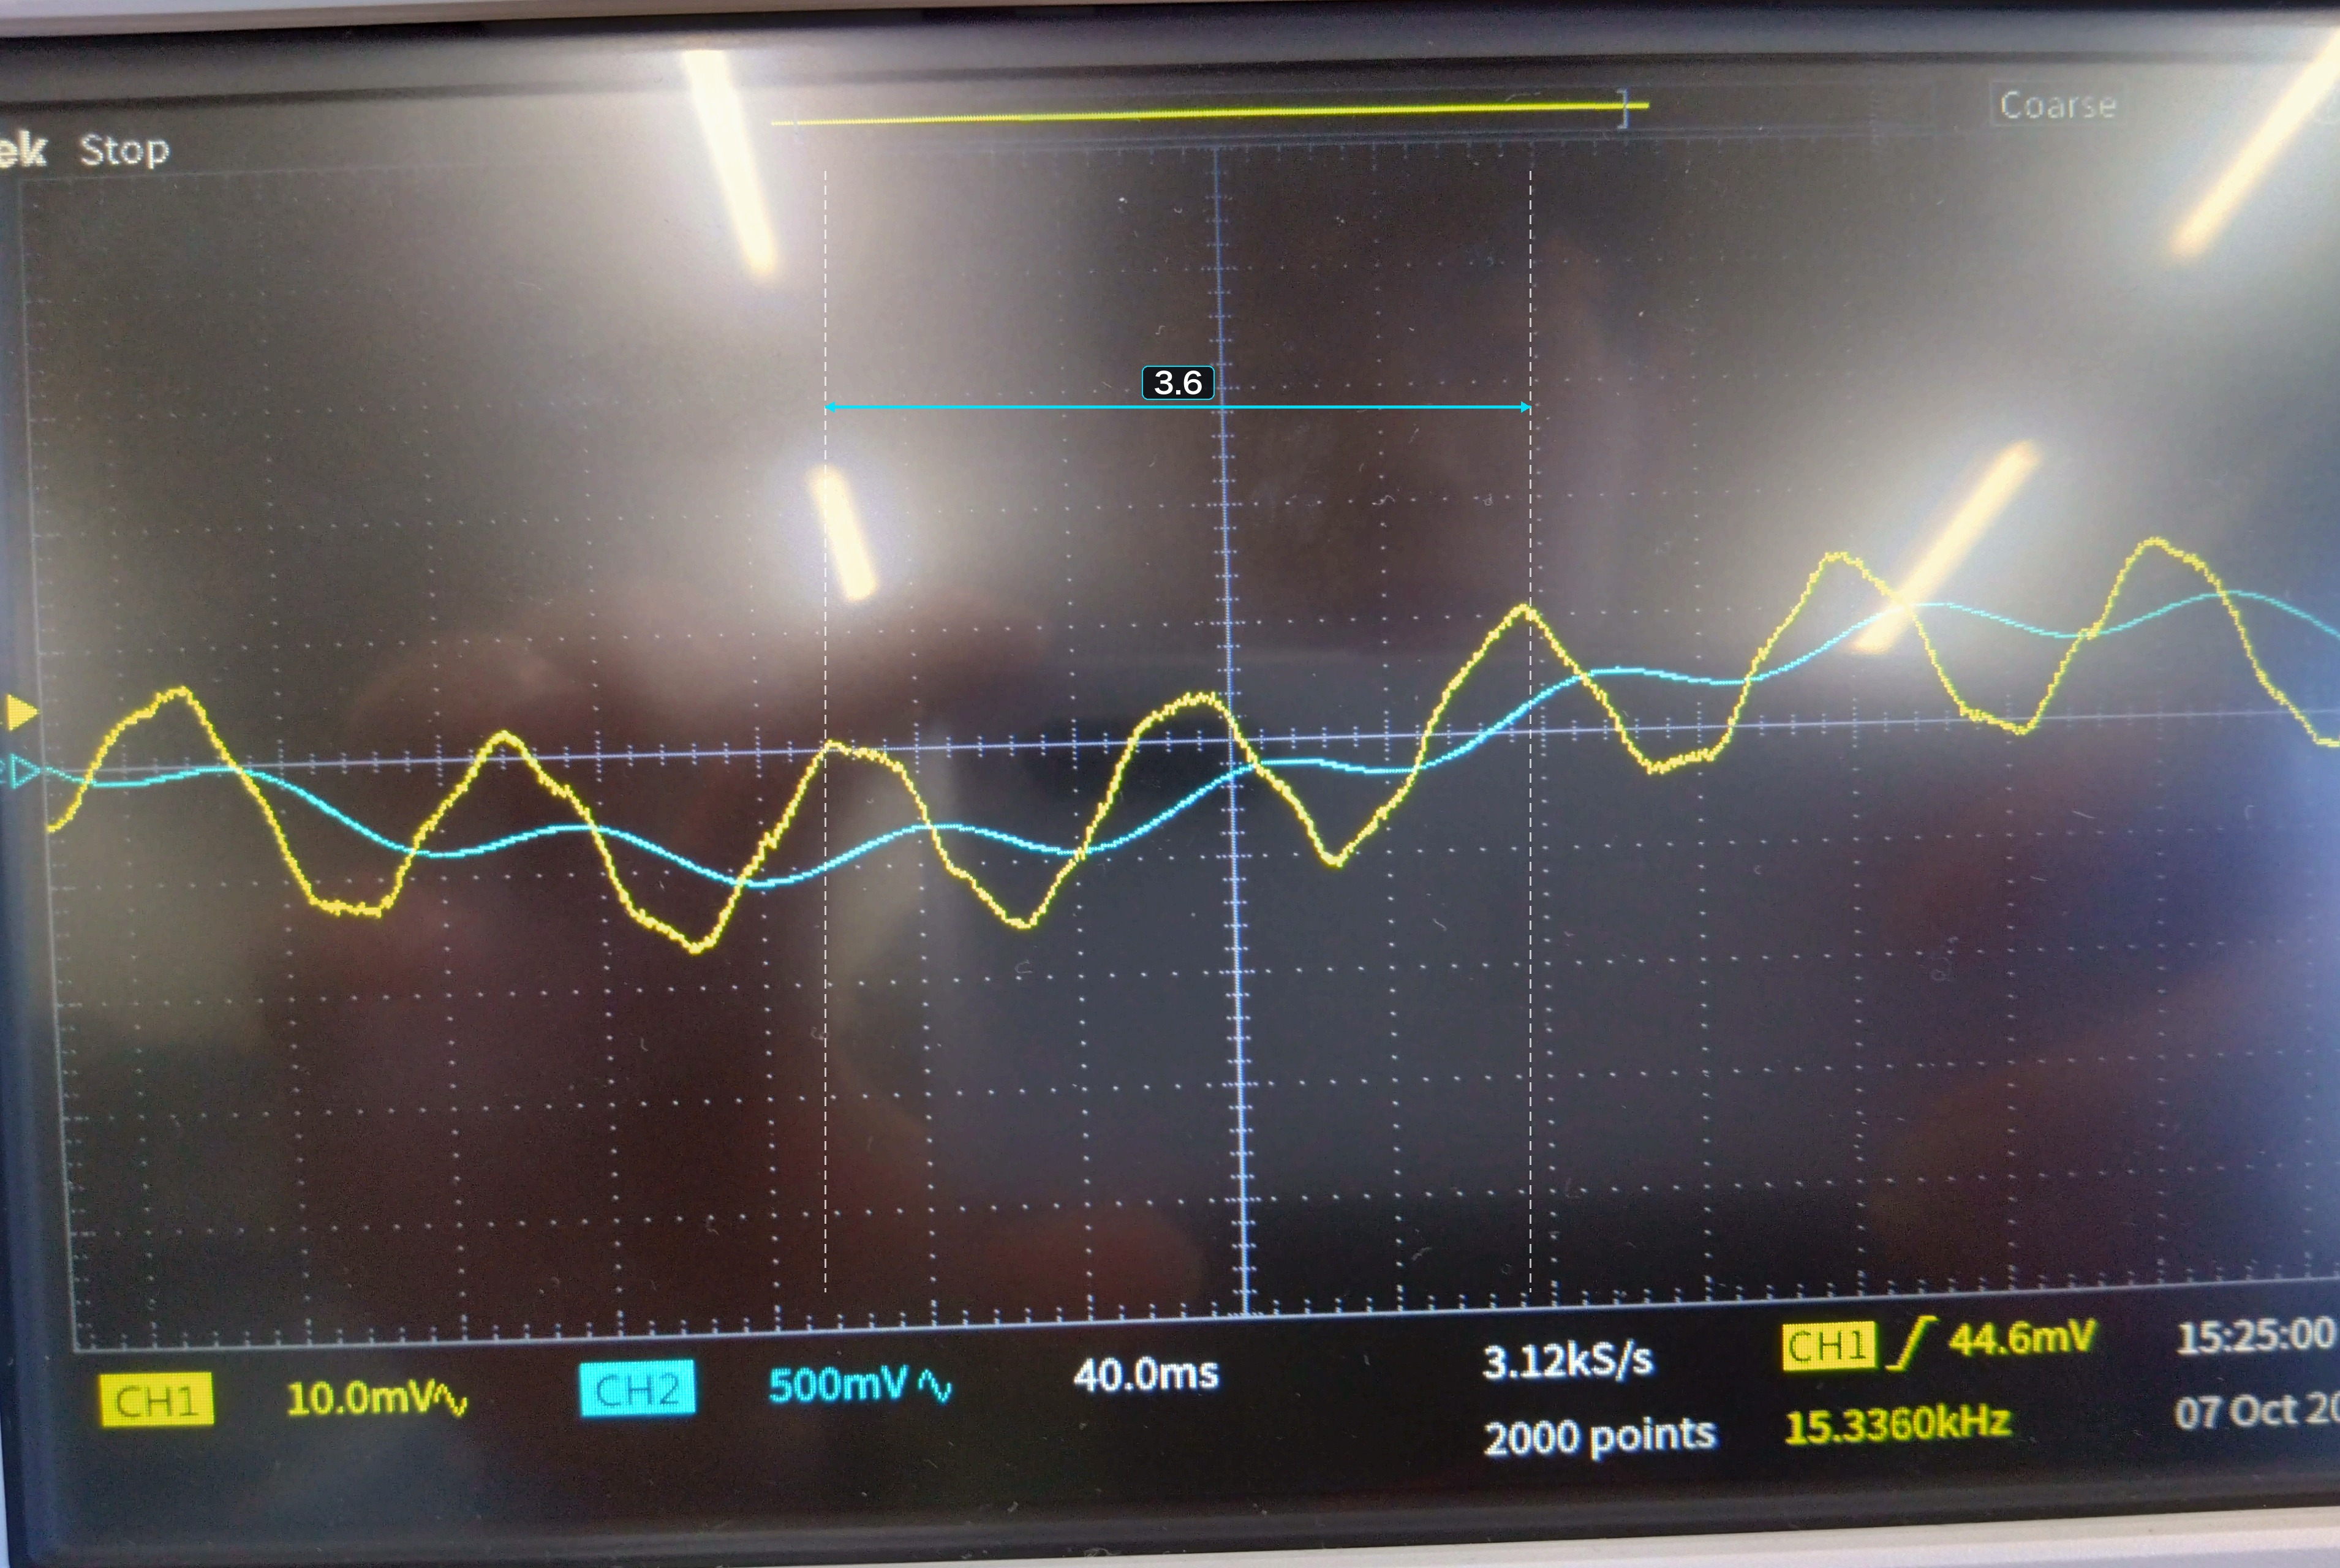 ek Stop
Coarse
3.6
CH1 10.0mV CH2 500mV 40.0ms
3.12kS/s
2000 points
CH1 44.6mV
15.3360kHz
15:25:00
07 Oct 20